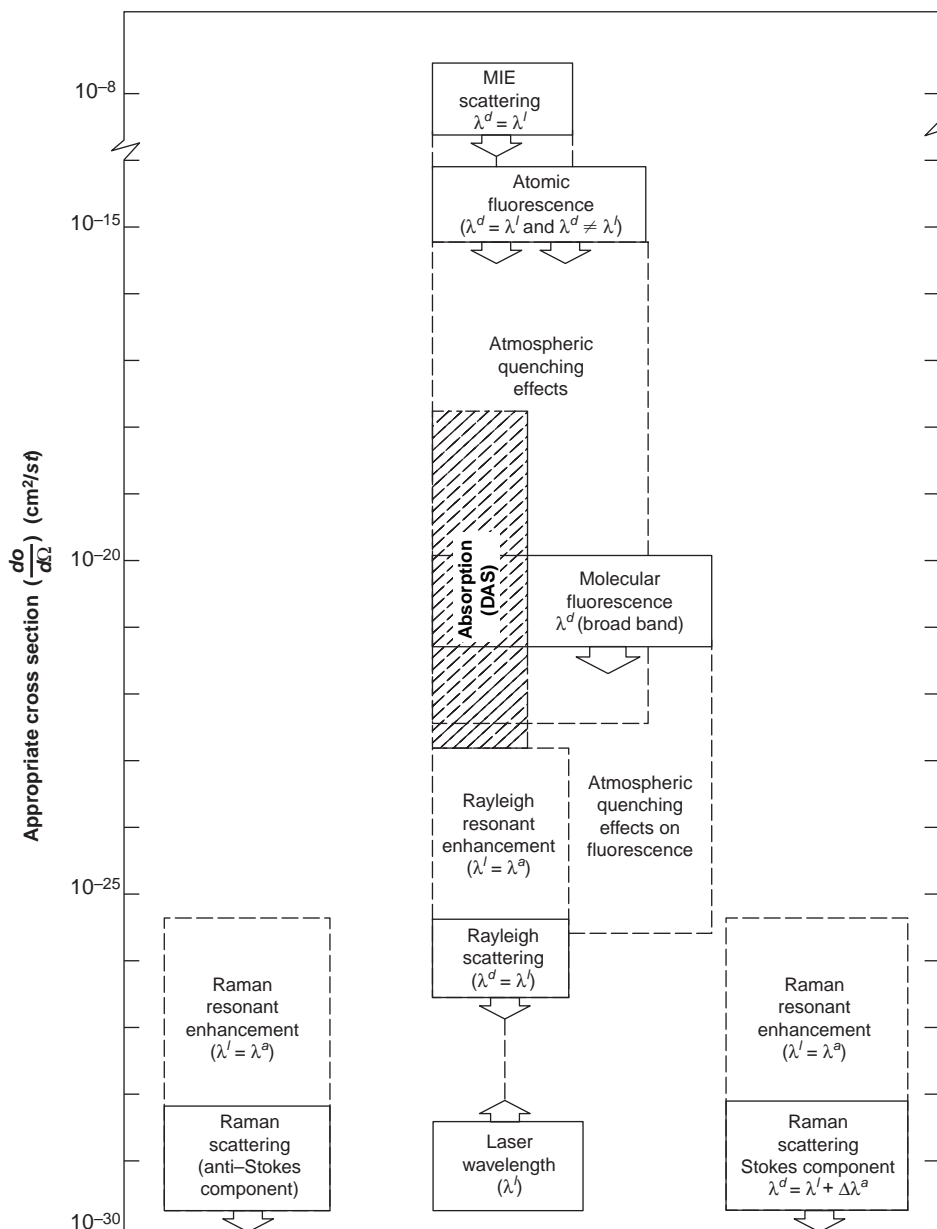 10⁻⁸
MIE
scattering
λᵈ = λˡ
10⁻¹⁵
Atomic
fluorescence
(λᵈ = λˡ and λᵈ ≠ λˡ)
Atmospheric
quenching
effects
Appropriate cross section (dσ/dΩ) (cm²/st)
10⁻²⁰
Absorption
(DAS)
Molecular
fluorescence
λᵈ (broad band)
Rayleigh
resonant
enhancement
(λˡ = λᵃ)
Atmospheric
quenching
effects on
fluorescence
10⁻²⁵
Rayleigh
scattering
(λᵈ = λˡ)
Raman
resonant
enhancement
(λˡ = λᵃ)
Raman
resonant
enhancement
(λˡ = λᵃ)
Raman
scattering
(anti–Stokes
component)
Laser
wavelength
(λˡ)
Raman
scattering
Stokes component
λᵈ = λˡ + Δλᵃ
10⁻³⁰